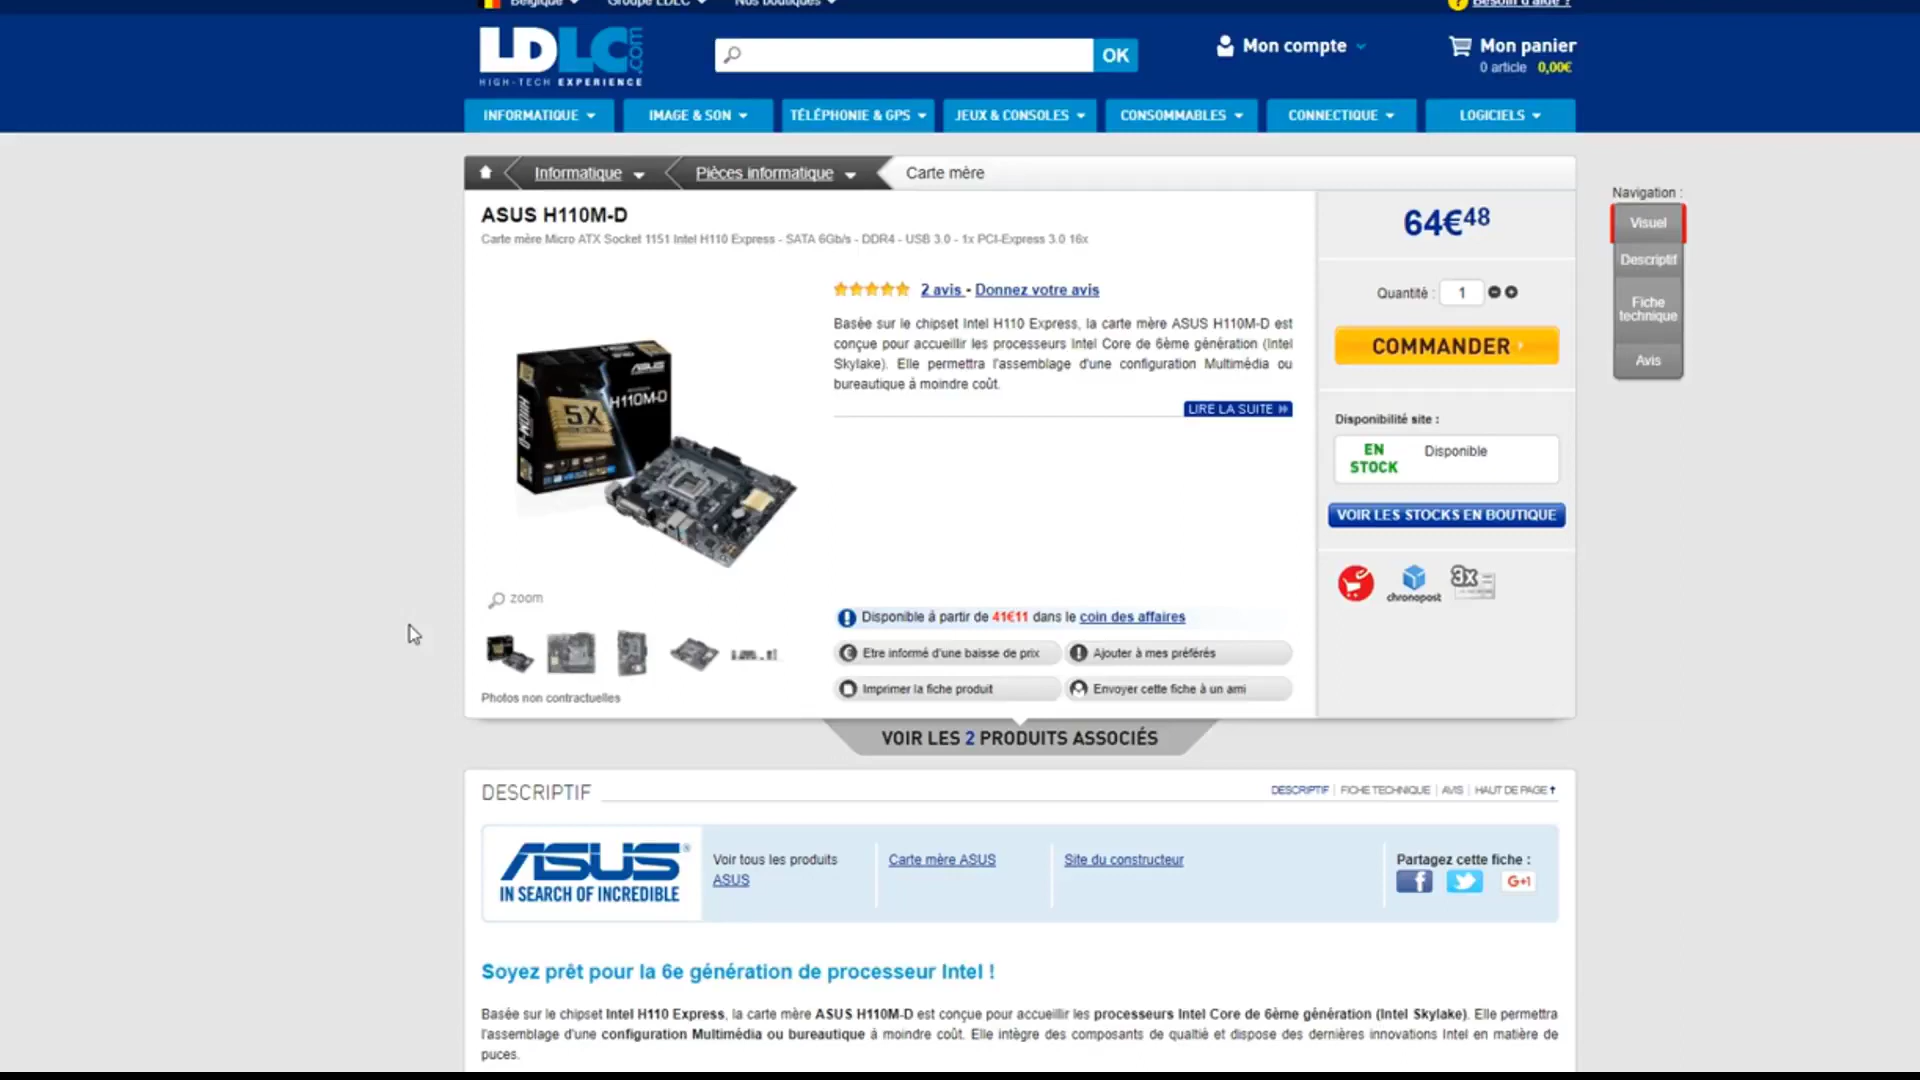 Belgique Groupe LDLC Nos boutiques ? Besoin d'aide ?
LDLC.com
HIGH-TECH EXPERIENCE
OK
Mon compte
Mon panier
0 article 0,00€
INFORMATIQUE IMAGE & SON TÉLÉPHONIE & GPS JEUX & CONSOLES CONSOMMABLES CONNECTIQUE LOGICIELS
Informatique Pièces informatique Carte mère
ASUS H110M-D
Carte mère Micro ATX Socket 1151 Intel H110 Express - SATA 6Gb/s - DDR4 - USB 3.0 - 1x PCI-Express 3.0 16x
2 avis - Donnez votre avis
Basée sur le chipset Intel H110 Express, la carte mère ASUS H110M-D est
conçue pour accueillir les processeurs Intel Core de 6ème génération (Intel
Skylake). Elle permettra l'assemblage d'une configuration Multimédia ou
bureautique à moindre coût.
LIRE LA SUITE
ASUS
H110M-D
5X
H110M-D
zoom
Photos non contractuelles
Disponible à partir de 41€11 dans le coin des affaires
Etre informé d'une baisse de prix Ajouter à mes préférés
Imprimer la fiche produit Envoyer cette fiche à un ami
64€48
Quantité : 1
COMMANDER
Disponibilité site :
EN
STOCK
Disponible
VOIR LES STOCKS EN BOUTIQUE
chronopost
3x
Navigation :
Visuel
Descriptif
Fiche
technique
Avis
VOIR LES 2 PRODUITS ASSOCIÉS
DESCRIPTIF
DESCRIPTIF | FICHE TECHNIQUE | AVIS | HAUT DE PAGE
ASUS
IN SEARCH OF INCREDIBLE
Voir tous les produits
ASUS
Carte mère ASUS
Site du constructeur
Partagez cette fiche :
f G+1
Soyez prêt pour la 6e génération de processeur Intel !
Basée sur le chipset Intel H110 Express, la carte mère ASUS H110M-D est conçue pour accueillir les processeurs Intel Core de 6ème génération (Intel Skylake). Elle permettra
l'assemblage d'une configuration Multimédia ou bureautique à moindre coût. Elle intègre des composants de qualtié et dispose des dernières innovations Intel en matière de
puces.